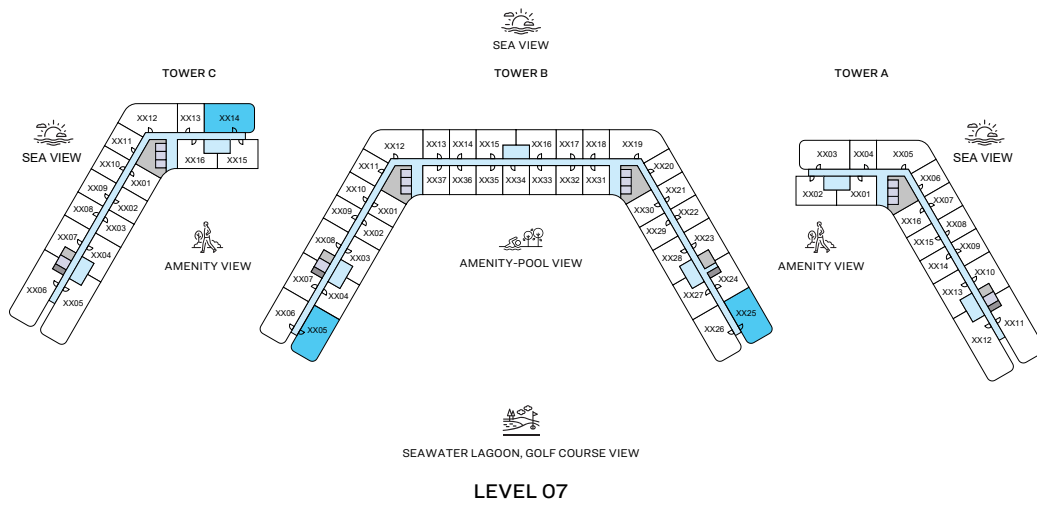 SEA VIEW
TOWER C
TOWER B
TOWER A
SEA VIEW
XX12
XX13
XX14
XX11
XX10
XX09
XX08
XX07
XX06
XX16
XX15
XX01
XX02
XX03
XX04
XX05
AMENITY VIEW
XX12
XX13
XX14
XX15
XX16
XX17
XX18
XX19
XX11
XX10
XX09
XX08
XX07
XX06
XX37
XX36
XX35
XX34
XX33
XX32
XX31
XX01
XX02
XX03
XX04
XX05
XX20
XX21
XX22
XX23
XX24
XX25
XX30
XX29
XX28
XX27
XX26
AMENITY-POOL VIEW
XX03
XX04
XX05
XX02
XX01
XX06
XX07
XX08
XX09
XX10
XX11
XX16
XX15
XX14
XX13
XX12
SEA VIEW
AMENITY VIEW
SEAWATER LAGOON, GOLF COURSE VIEW
LEVEL 07